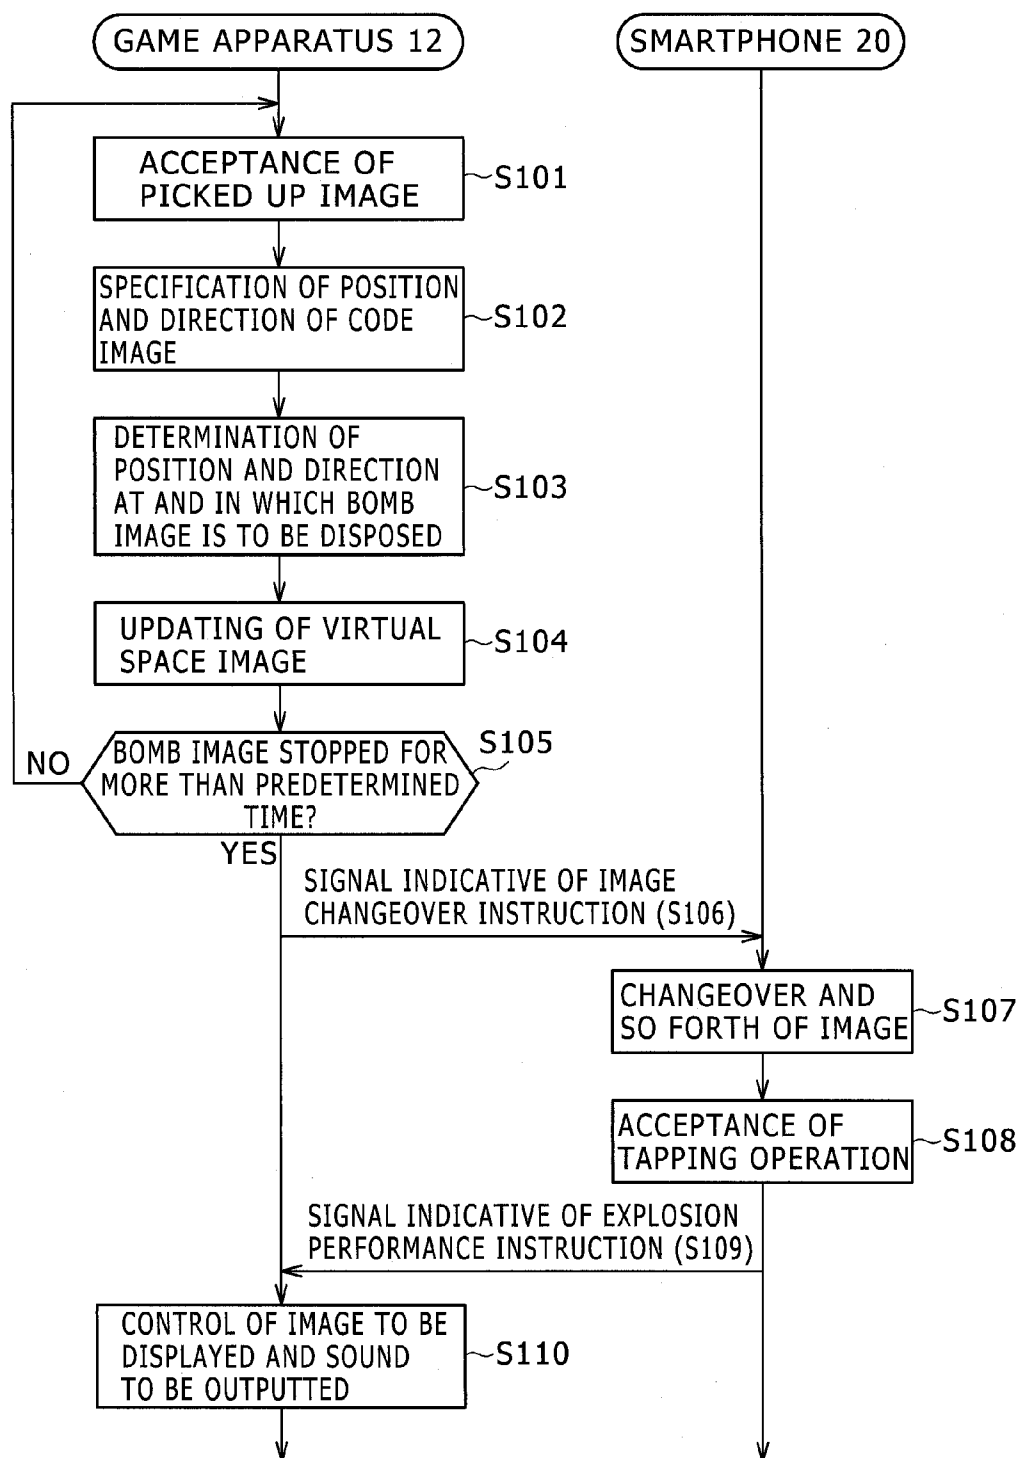 GAME APPARATUS 12
SMARTPHONE 20
ACCEPTANCE OF
PICKED UP IMAGE
S101
SPECIFICATION OF POSITION
AND DIRECTION OF CODE
IMAGE
S102
DETERMINATION OF
POSITION AND DIRECTION
AT AND IN WHICH BOMB
IMAGE IS TO BE DISPOSED
S103
UPDATING OF VIRTUAL
SPACE IMAGE
S104
BOMB IMAGE STOPPED FOR
MORE THAN PREDETERMINED
TIME?
S105
NO
YES
SIGNAL INDICATIVE OF IMAGE
CHANGEOVER INSTRUCTION (S106)
CHANGEOVER AND
SO FORTH OF IMAGE
S107
ACCEPTANCE OF
TAPPING OPERATION
S108
SIGNAL INDICATIVE OF EXPLOSION
PERFORMANCE INSTRUCTION (S109)
CONTROL OF IMAGE TO BE
DISPLAYED AND SOUND
TO BE OUTPUTTED
S110